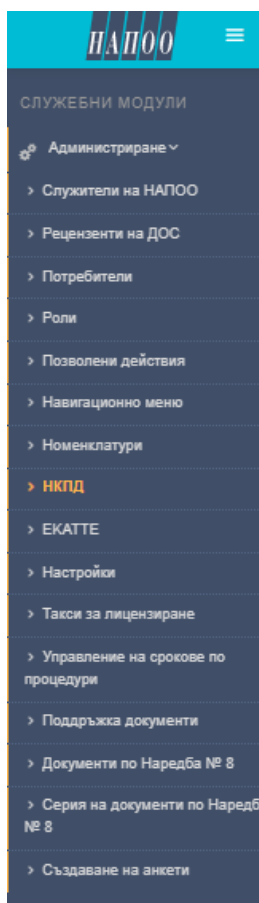 НАПОО
СЛУЖЕБНИ МОДУЛИ
Администриране
Служители на НАПОО
Рецензенти на ДОС
Потребители
Роли
Позволени действия
Навигационно меню
Номенклатури
НКПД
ЕКАТТЕ
Настройки
Такси за лицензиране
Управление на срокове по
процедури
Поддръжка документи
Документи по Наредба № 8
Серия на документи по Наредб
№ 8
Създаване на анкети